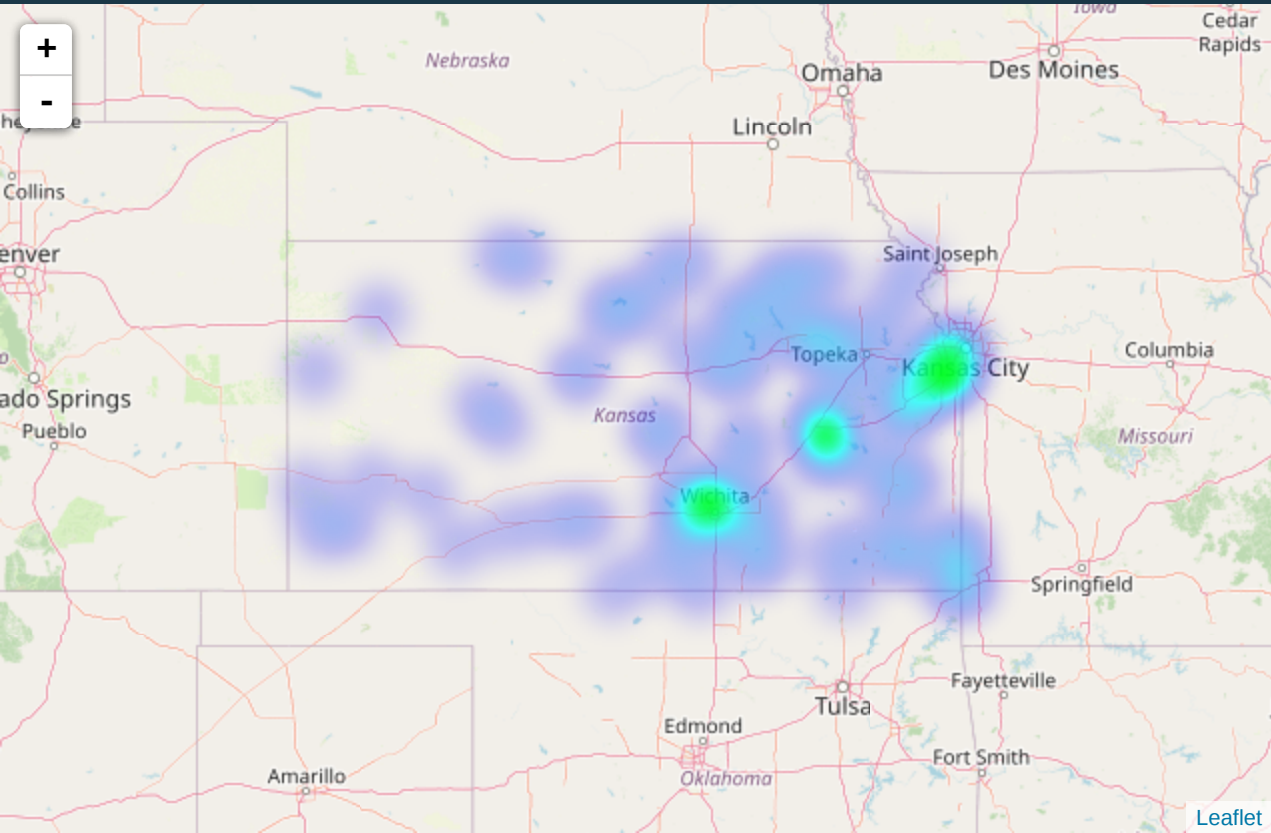 +
-
Iowa
Cedar
Rapids
Nebraska
Omaha
Des Moines
Lincoln
Collins
enver
Saint Joseph
Topeka
Kansas City
Columbia
ado Springs
Pueblo
Kansas
Missouri
Wichita
Springfield
Fayetteville
Tulsa
Edmond
Fort Smith
Amarillo
Oklahoma
Leaflet